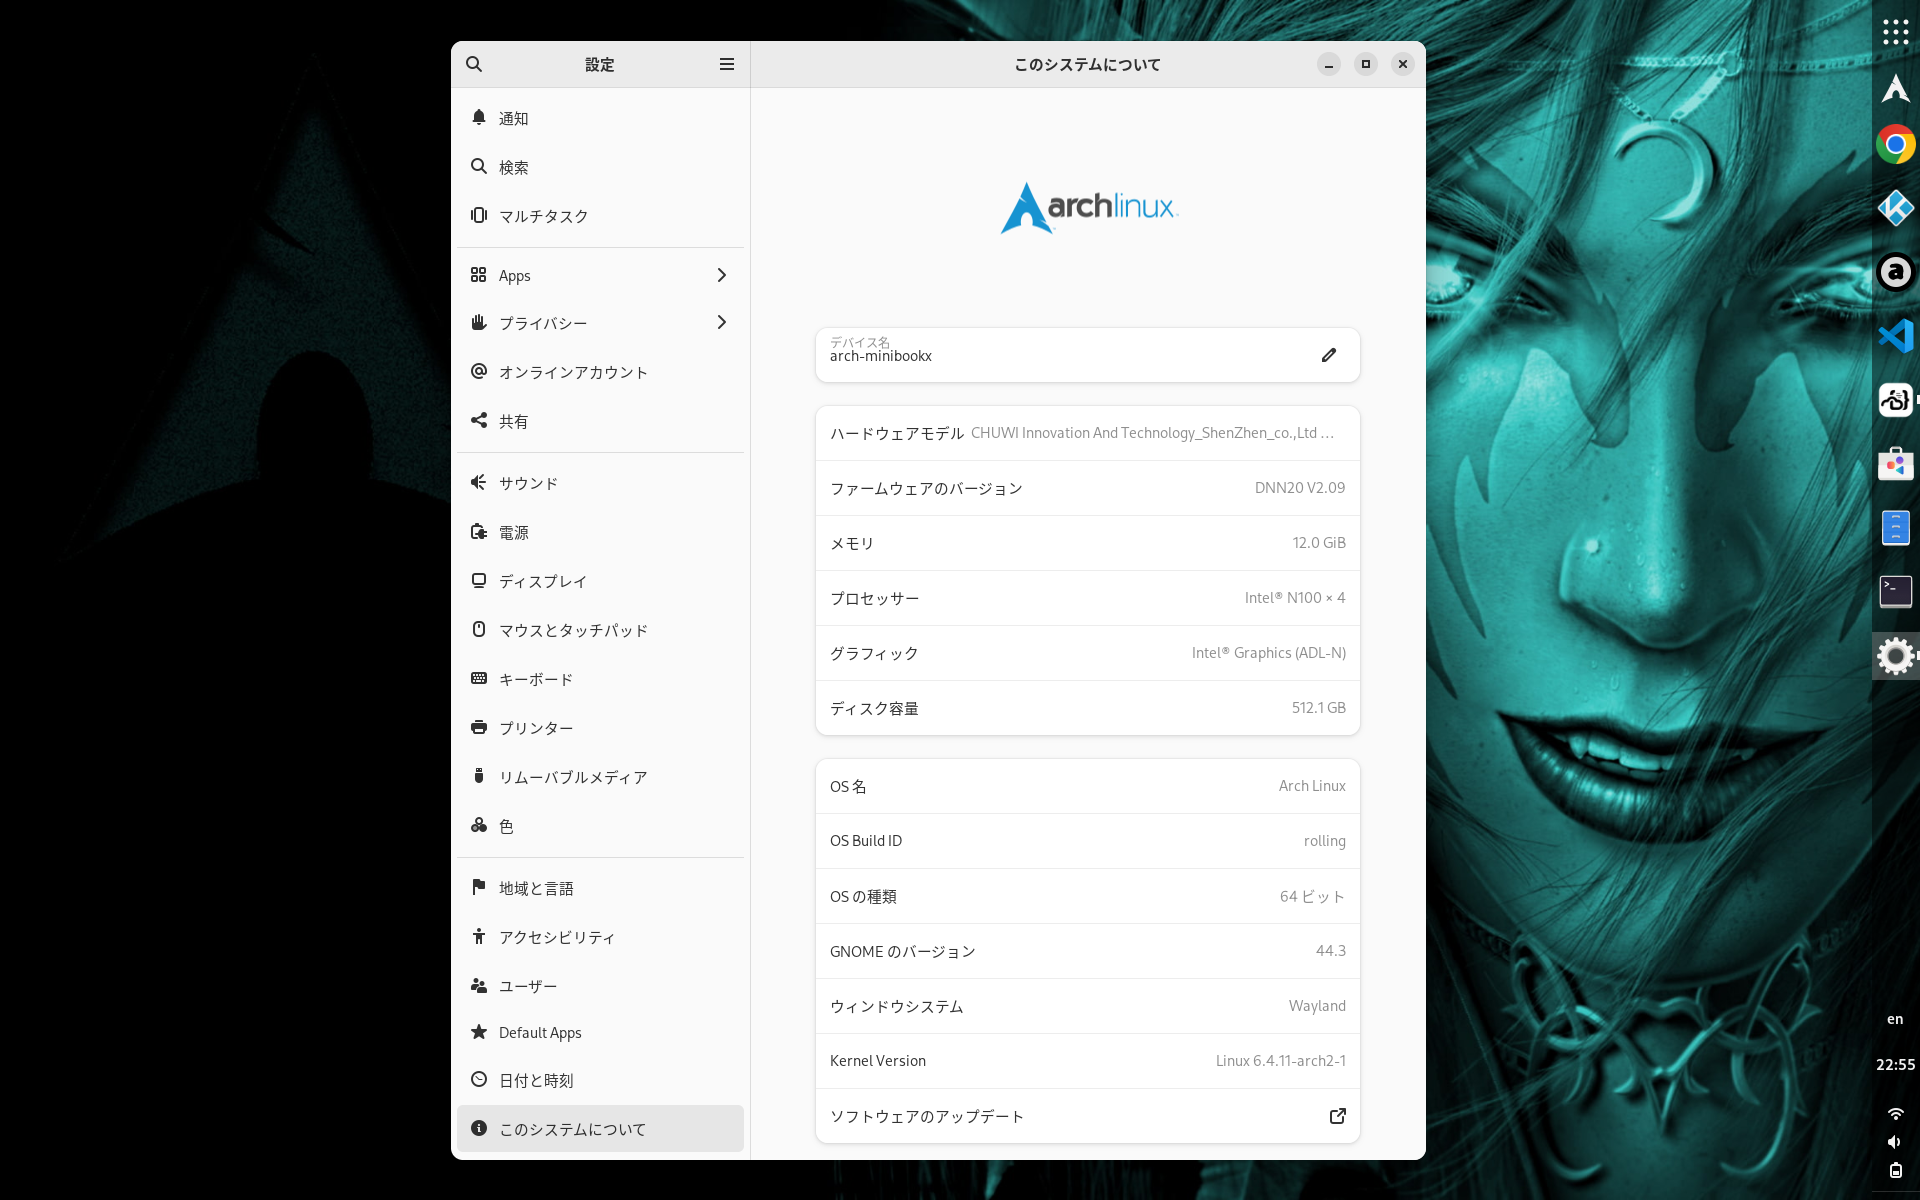 設定
このシステムについて
通知
検索
マルチタスク
Apps
プライバシー
オンラインアカウント
共有
サウンド
電源
ディスプレイ
マウスとタッチパッド
キーボード
プリンター
リムーバブルメディア
色
地域と言語
アクセシビリティ
ユーザー
Default Apps
日付と時刻
このシステムについて
archlinux
デバイス名
arch-minibookx
ハードウェアモデル CHUWI Innovation And Technology_ShenZhen_co.,Ltd …
ファームウェアのバージョン DNN20 V2.09
メモリ 12.0 GiB
プロセッサー Intel® N100 × 4
グラフィック Intel® Graphics (ADL-N)
ディスク容量 512.1 GB
OS 名 Arch Linux
OS Build ID rolling
OS の種類 64 ビット
GNOME のバージョン 44.3
ウィンドウシステム Wayland
Kernel Version Linux 6.4.11-arch2-1
ソフトウェアのアップデート
en
22:55